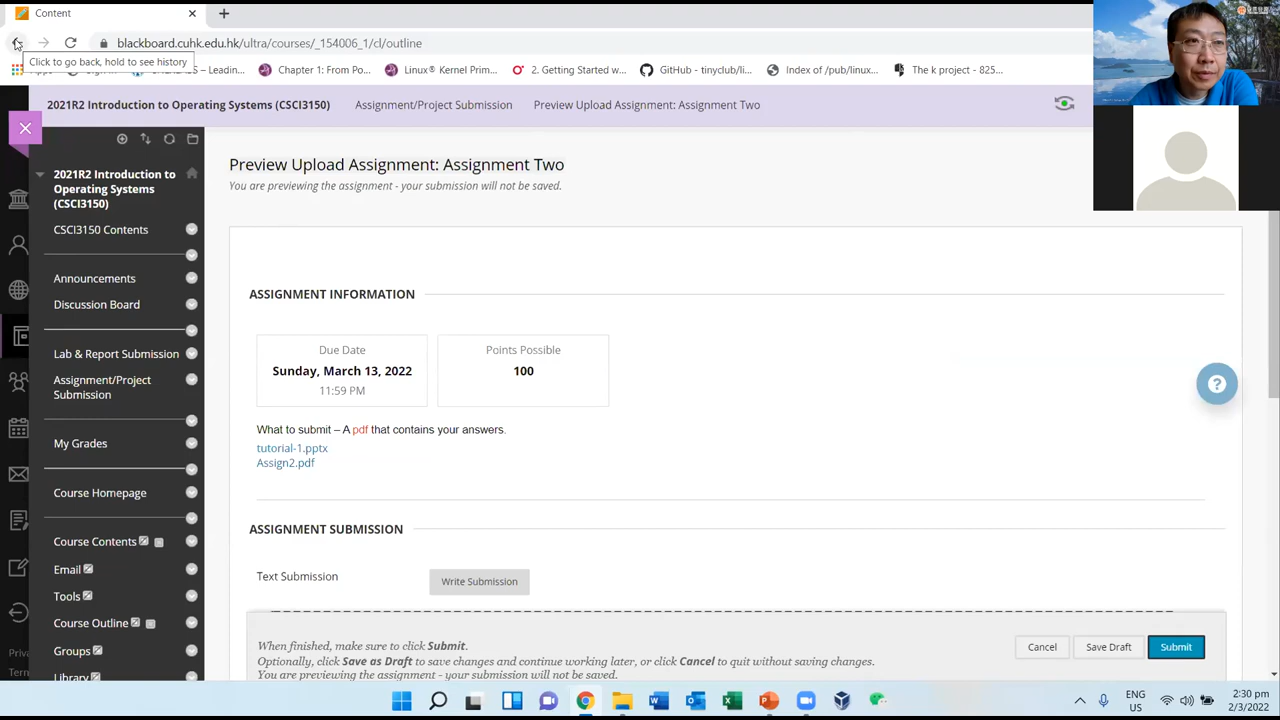 Content
blackboard.cuhk.edu.hk/ultra/courses/_154006_1/cl/outline
Click to go back, hold to see history
Chapter 1: From Po...
Linux® Kernel Prim...
2. Getting Started w...
GitHub - tinyclub/li...
Index of /pub/linux...
The k project - 825...
2021R2 Introduction to Operating Systems (CSCI3150)
Assignment/Project Submission
Preview Upload Assignment: Assignment Two
2021R2 Introduction to
Operating Systems
(CSCI3150)
CSCI3150 Contents
Announcements
Discussion Board
Lab & Report Submission
Assignment/Project
Submission
My Grades
Course Homepage
Course Contents
Email
Tools
Course Outline
Groups
Library
Preview Upload Assignment: Assignment Two
You are previewing the assignment - your submission will not be saved.
ASSIGNMENT INFORMATION
Due Date
Sunday, March 13, 2022
11:59 PM
Points Possible
100
What to submit – A pdf that contains your answers.
tutorial-1.pptx
Assign2.pdf
ASSIGNMENT SUBMISSION
Text Submission
Write Submission
When finished, make sure to click Submit.
Optionally, click Save as Draft to save changes and continue working later, or click Cancel to quit without saving changes.
You are previewing the assignment - your submission will not be saved.
Cancel
Save Draft
Submit
ENG
US
2:30 pm
2/3/2022